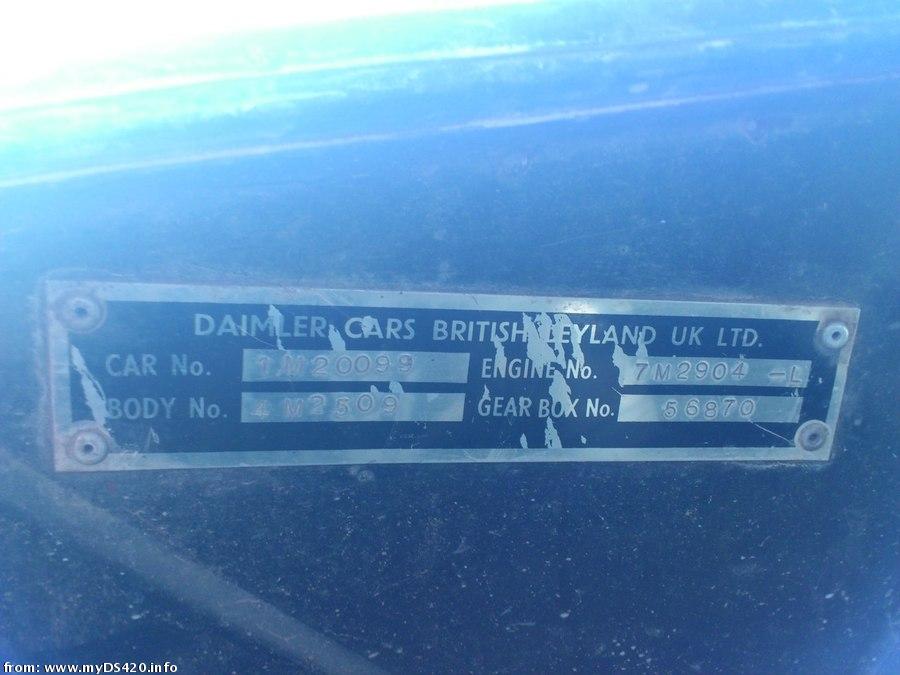 DAIMLER CARS BRITISH LEYLAND UK LTD.
CAR No. 1M20099 ENGINE No. 7M2904 -L
BODY No. 4M2509 GEAR BOX No. 56870
from: www.myDS420.info